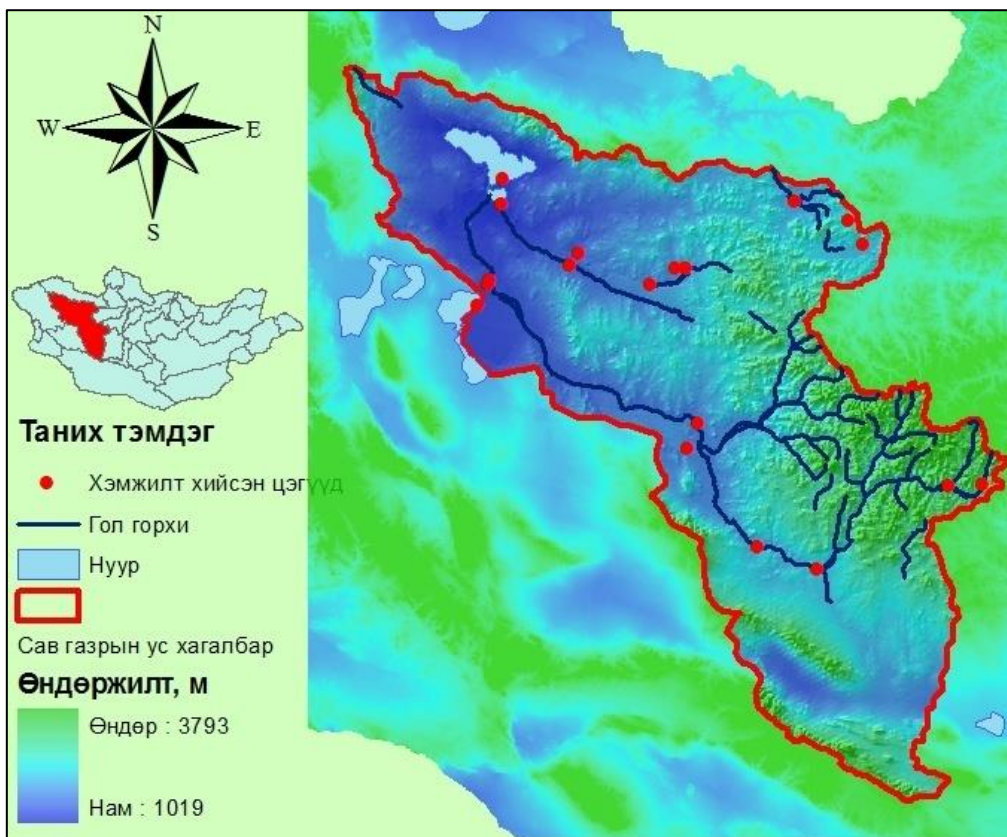 N
W E
S
Таних тэмдэг
Хэмжилт хийсэн цэгүүд
Гол горхи
Нуур
Сав газрын ус хагалбар
Өндөржилт, м
Өндөр : 3793
Нам : 1019